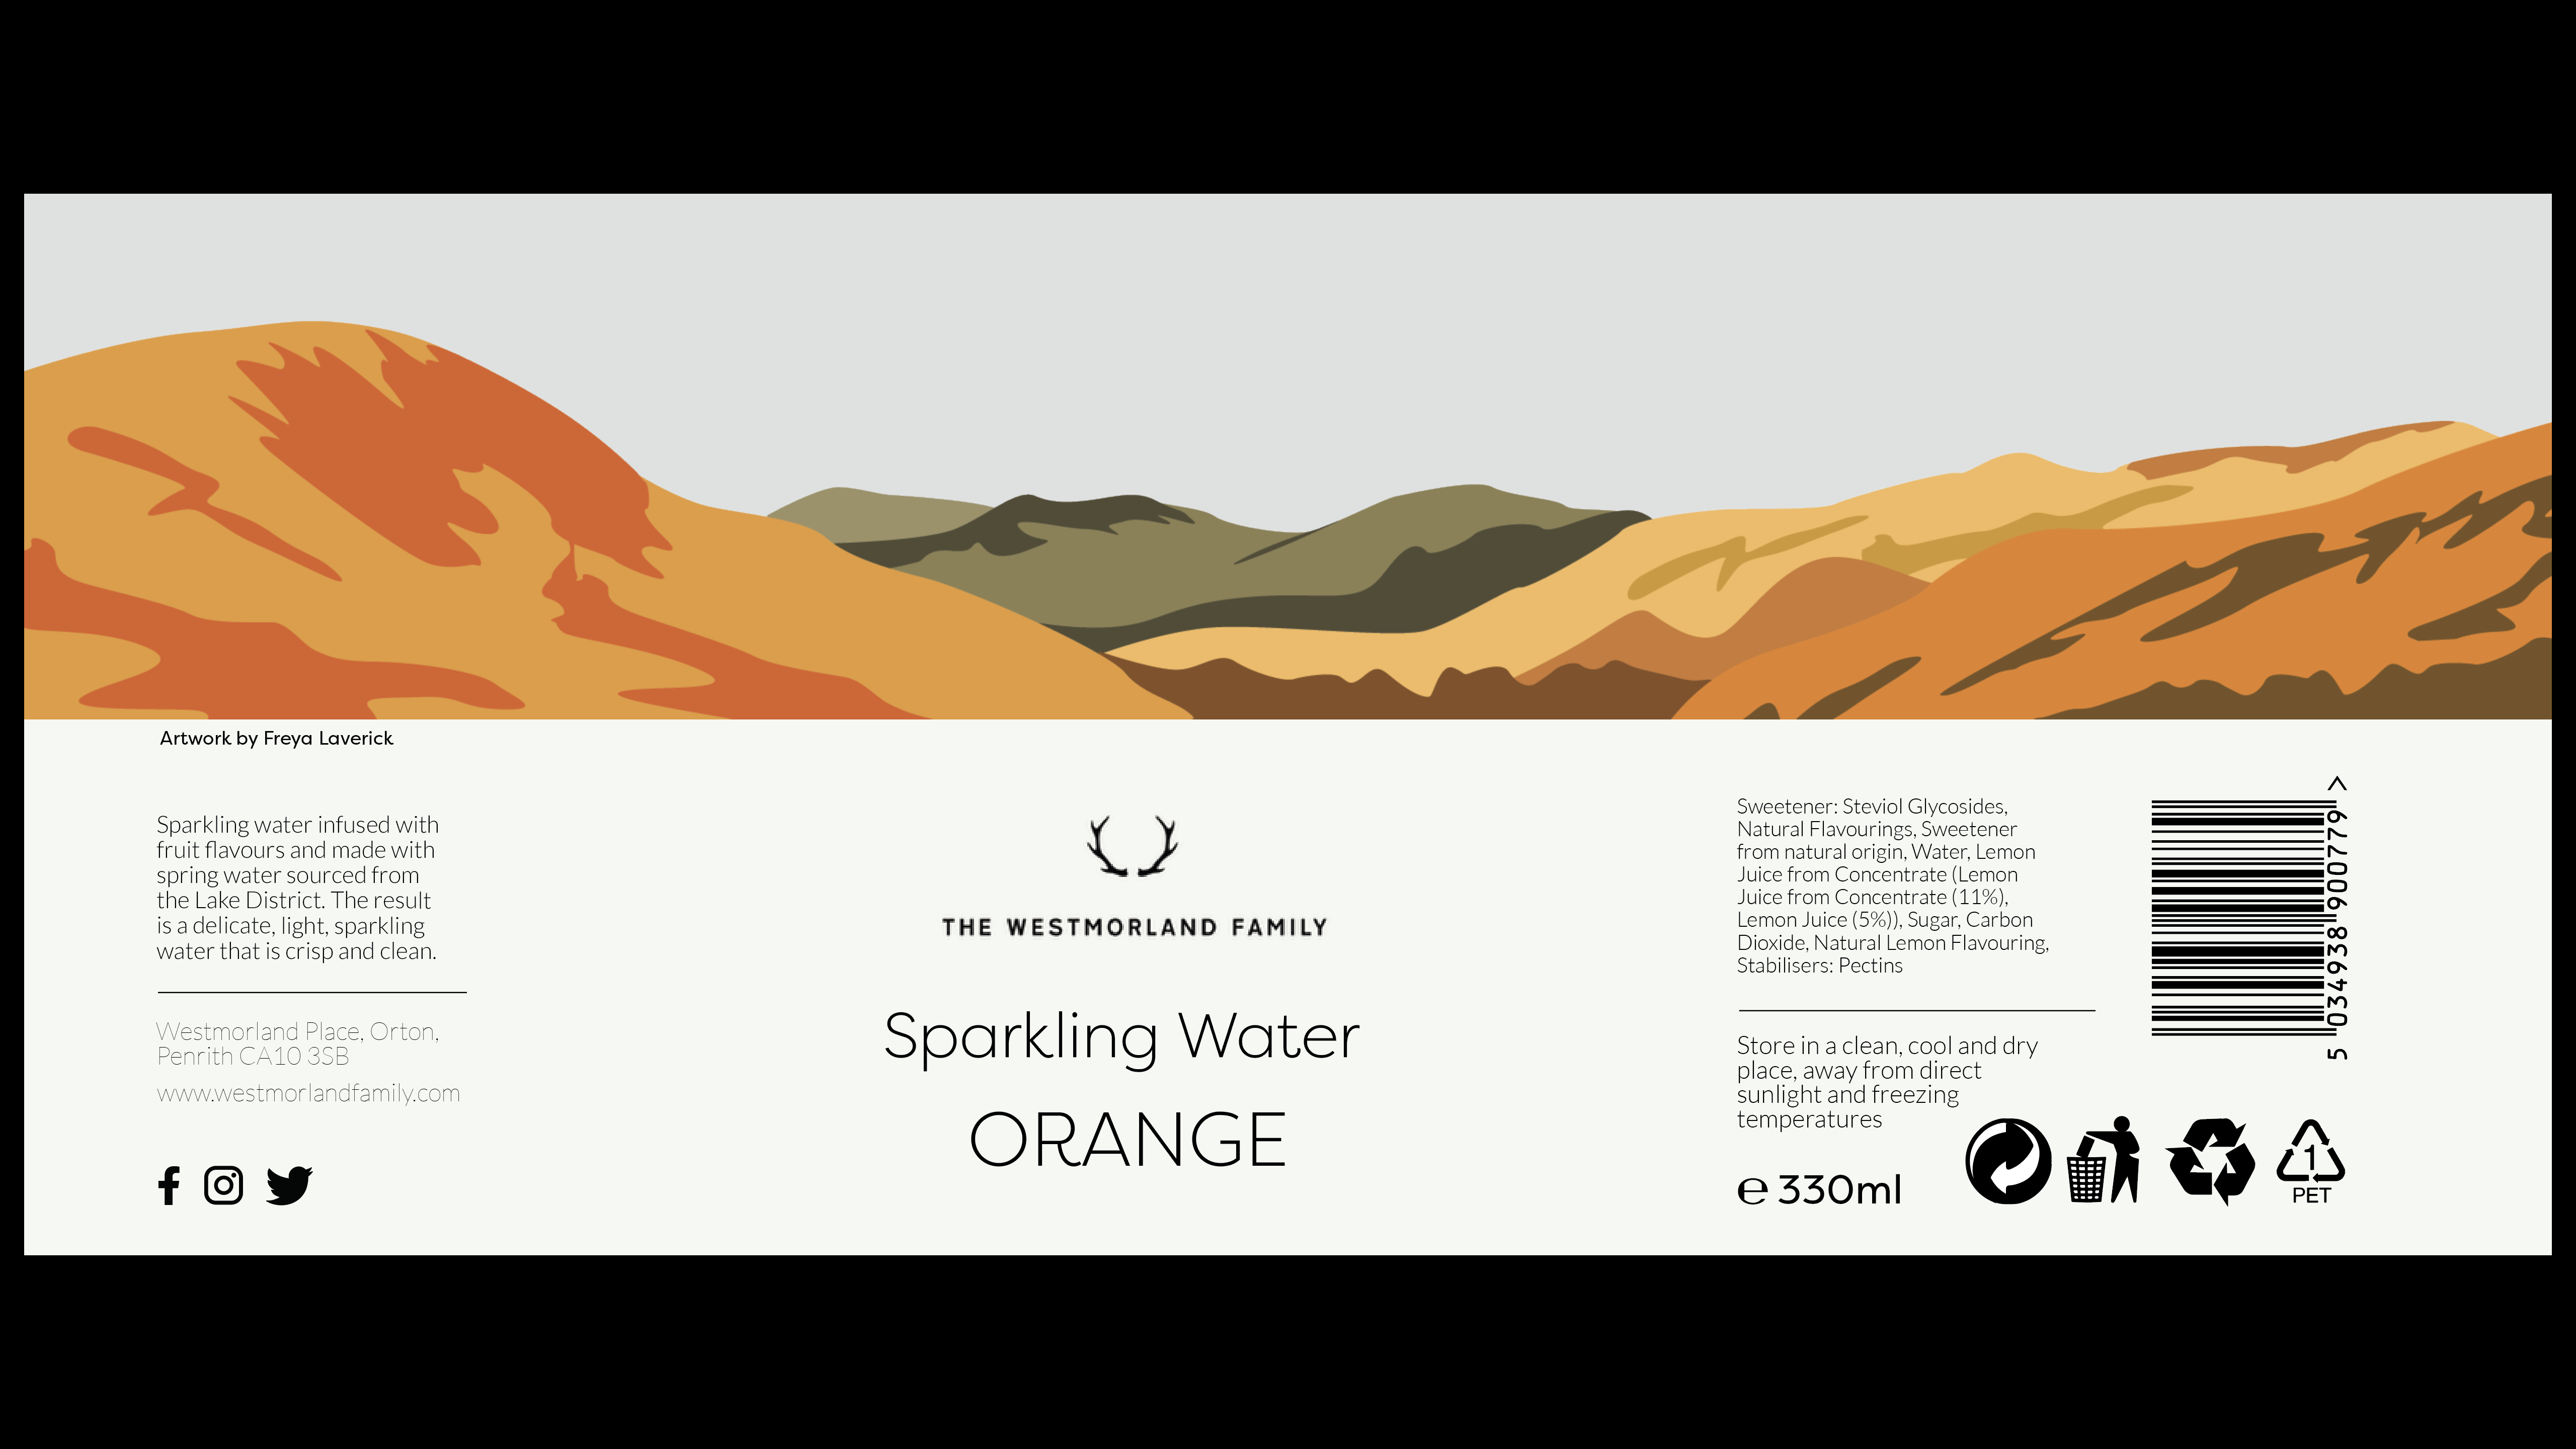 Artwork by Freya Laverick
Sparkling water infused with
fruit flavours and made with
spring water sourced from
the Lake District. The result
is a delicate, light, sparkling
water that is crisp and clean.
Westmorland Place, Orton,
Penrith CA10 3SB
www.westmorlandfamily.com
THE WESTMORLAND FAMILY
Sparkling Water
ORANGE
Sweetener: Steviol Glycosides,
Natural Flavourings, Sweetener
from natural origin, Water, Lemon
Juice from Concentrate (Lemon
Juice from Concentrate (11%),
Lemon Juice (5%)), Sugar, Carbon
Dioxide, Natural Lemon Flavouring,
Stabilisers: Pectins
Store in a clean, cool and dry
place, away from direct
sunlight and freezing
temperatures
℮ 330ml
5 034938 900779 >
1
PET